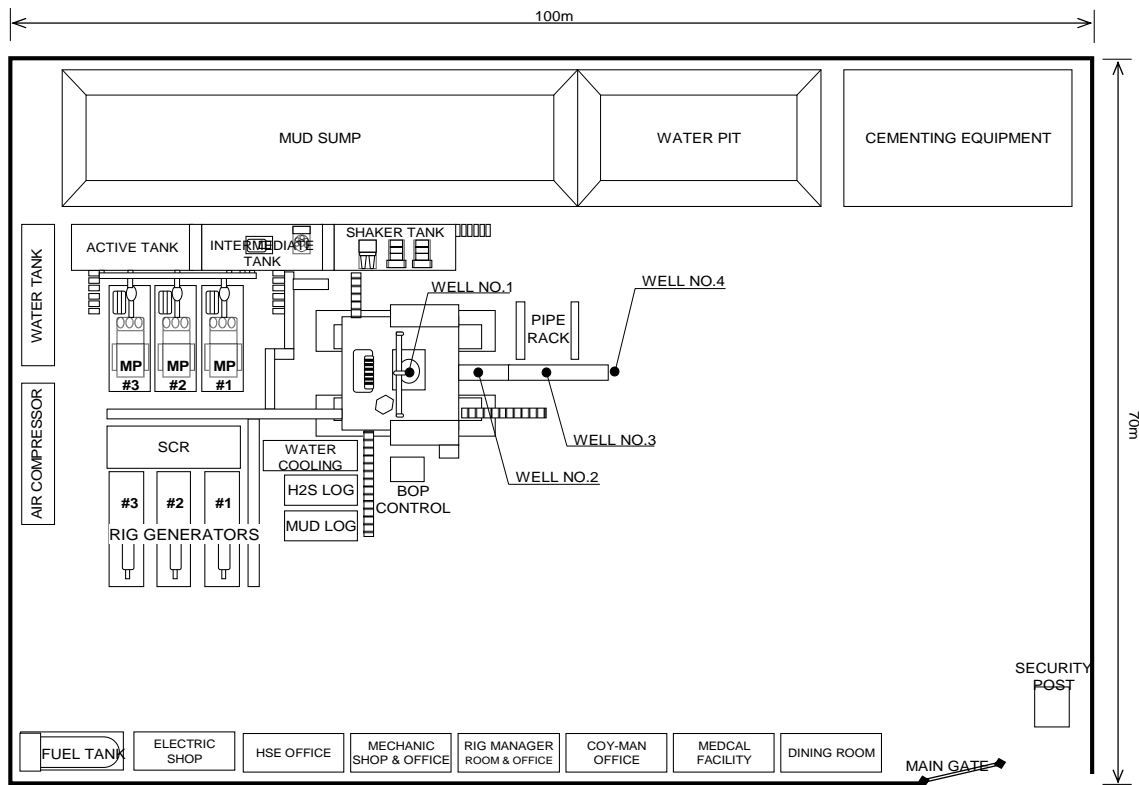 100m
MUD SUMP
WATER PIT
CEMENTING EQUIPMENT
70m
WATER TANK
ACTIVE TANK
INTERMEDIATE
TANK
SHAKER TANK
WELL NO.1
WELL NO.4
PIPE
RACK
MP
#3
MP
#2
MP
#1
AIR COMPRESSOR
SCR
WATER
COOLING
WELL NO.3
WELL NO.2
H2S LOG
BOP
CONTROL
#3
#2
#1
MUD LOG
RIG GENERATORS
SECURITY
POST
FUEL TANK
ELECTRIC
SHOP
HSE OFFICE
MECHANIC
SHOP & OFFICE
RIG MANAGER
ROOM & OFFICE
COY-MAN
OFFICE
MEDCAL
FACILITY
DINING ROOM
MAIN GATE